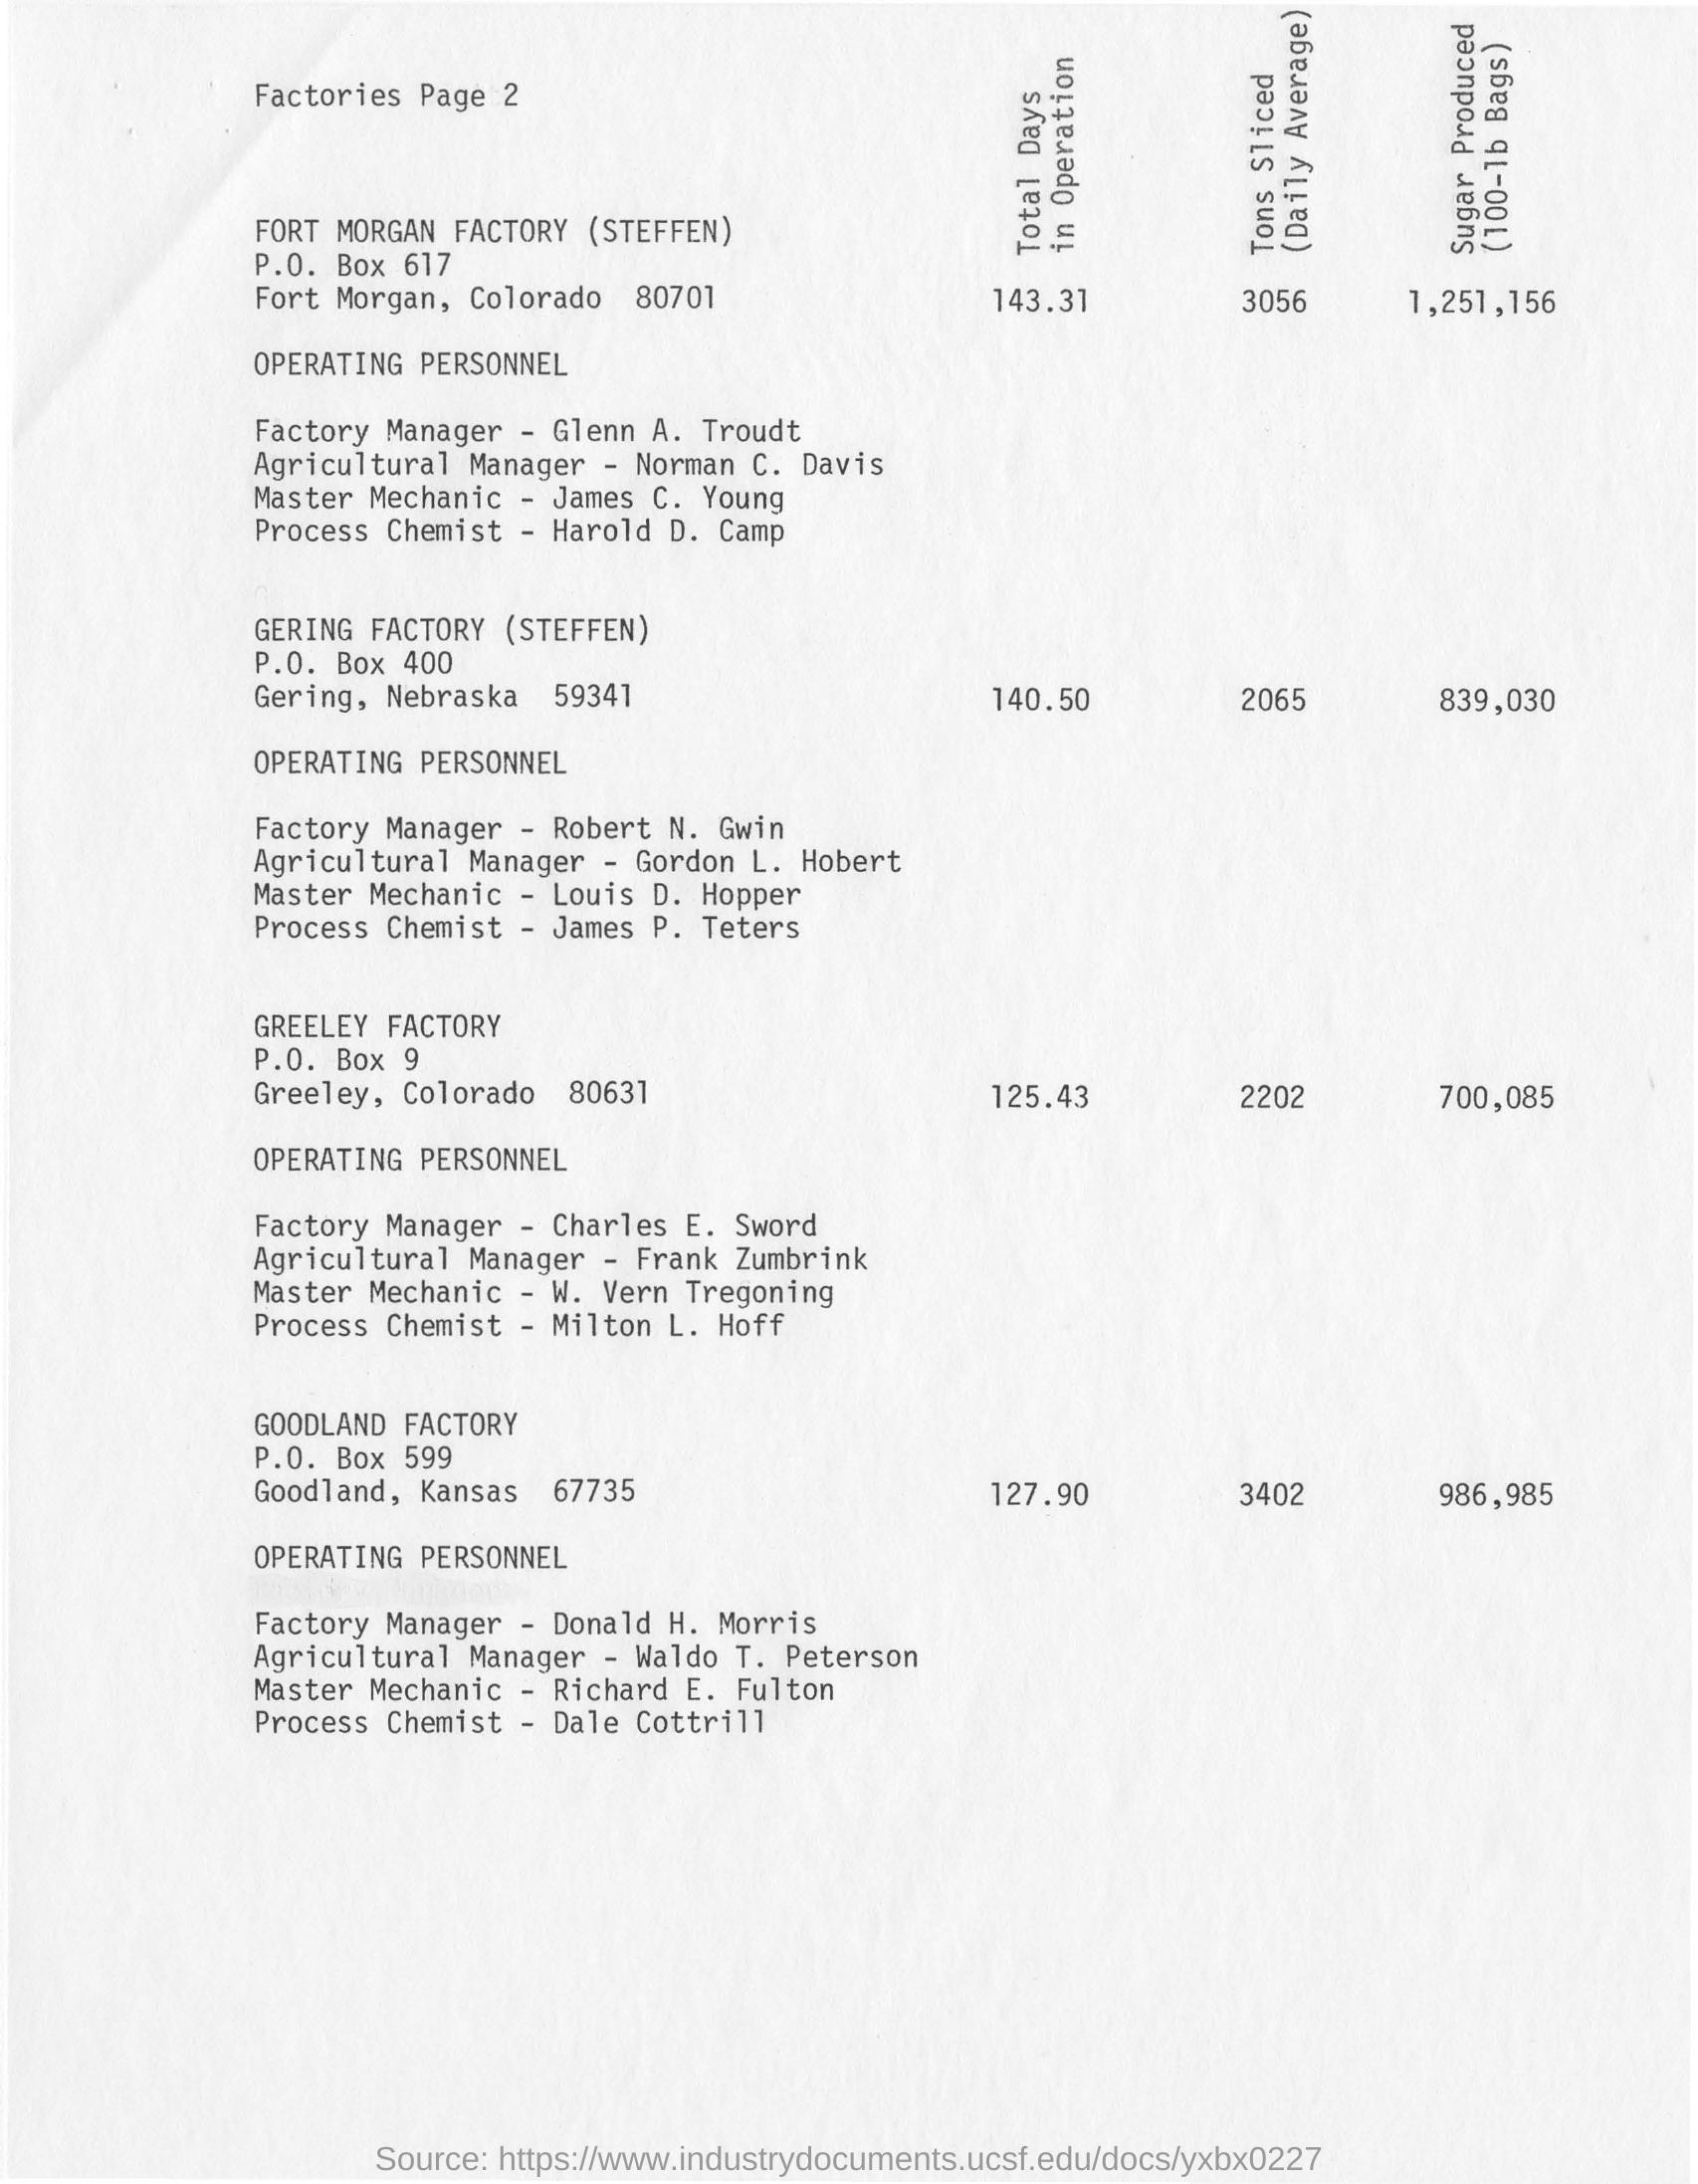 Factories Page 2
Total Days
in Operation
Tons Sliced
(Daily Average)
Sugar Produced
(100-lb Bags)
FORT MORGAN FACTORY (STEFFEN)
P.O. Box 617
Fort Morgan, Colorado 80701 143.31 3056 1,251,156
OPERATING PERSONNEL
Factory Manager - Glenn A. Troudt
Agricultural Manager - Norman C. Davis
Master Mechanic - James C. Young
Process Chemist - Harold D. Camp
GERING FACTORY (STEFFEN)
P.O. Box 400
Gering, Nebraska 59341 140.50 2065 839,030
OPERATING PERSONNEL
Factory Manager - Robert N. Gwin
Agricultural Manager - Gordon L. Hobert
Master Mechanic - Louis D. Hopper
Process Chemist - James P. Teters
GREELEY FACTORY
P.O. Box 9
Greeley, Colorado 80631 125.43 2202 700,085
OPERATING PERSONNEL
Factory Manager - Charles E. Sword
Agricultural Manager - Frank Zumbrink
Master Mechanic - W. Vern Tregoning
Process Chemist - Milton L. Hoff
GOODLAND FACTORY
P.O. Box 599
Goodland, Kansas 67735 127.90 3402 986,985
OPERATING PERSONNEL
Factory Manager - Donald H. Morris
Agricultural Manager - Waldo T. Peterson
Master Mechanic - Richard E. Fulton
Process Chemist - Dale Cottrill
Source: https://www.industrydocuments.ucsf.edu/docs/yxbx0227